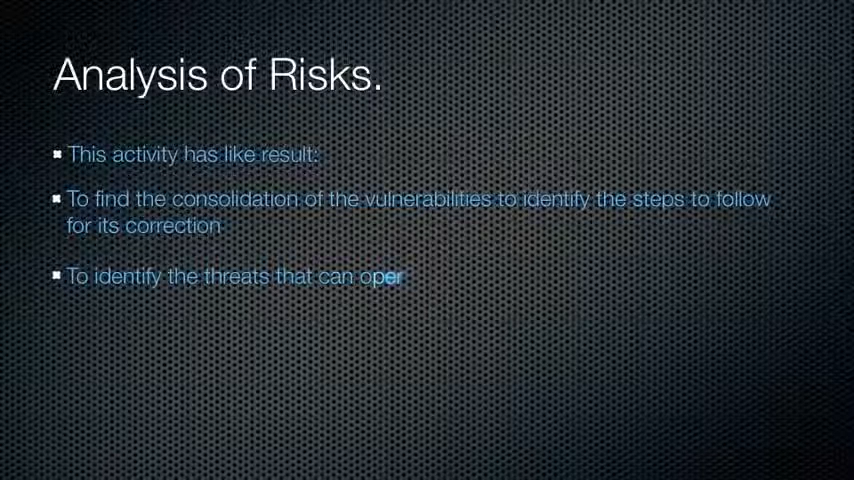 Analysis of Risks.
This activity has like result:
To find the consolidation of the vulnerabilities to identify the steps to follow
for its correction
To identify the threats that can oper